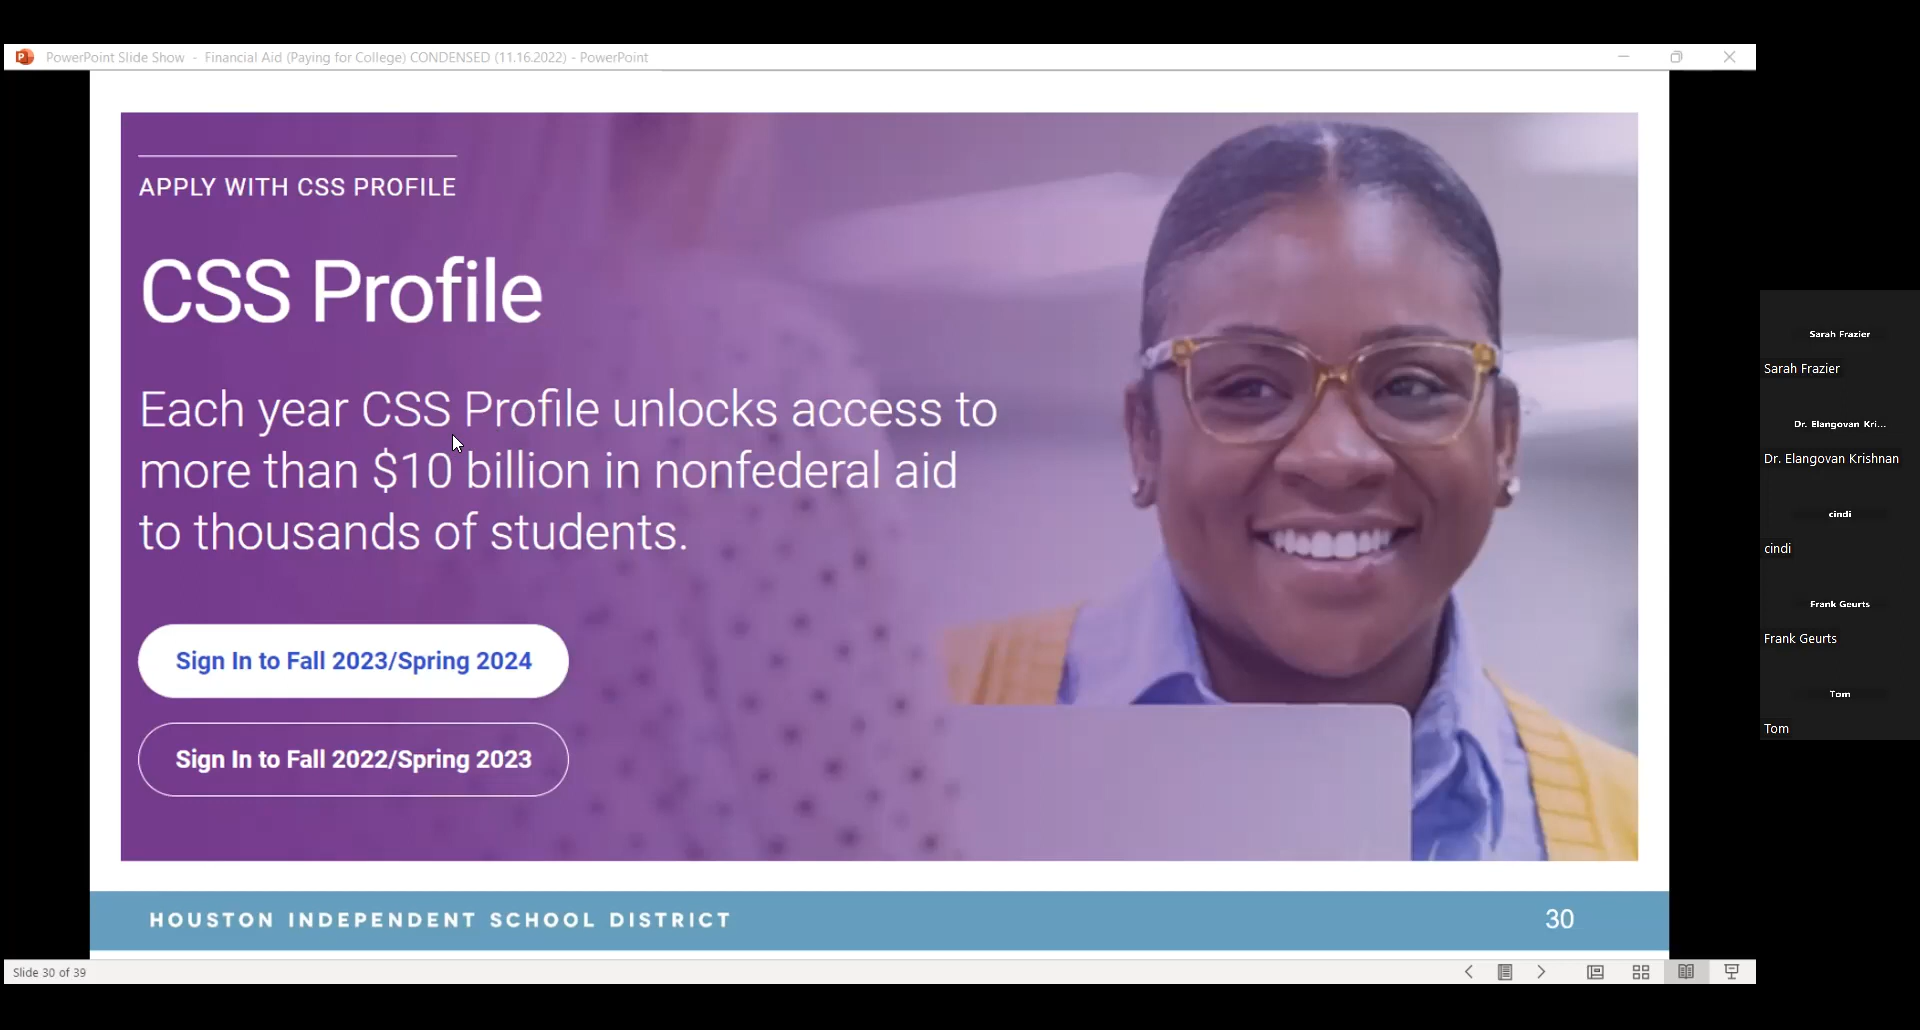 PowerPoint Slide Show - Financial Aid (Paying for College) CONDENSED (11.16.2022) - PowerPoint
APPLY WITH CSS PROFILE
CSS Profile
Each year CSS Profile unlocks access to
more than $10 billion in nonfederal aid
to thousands of students.
Sign In to Fall 2023/Spring 2024
Sign In to Fall 2022/Spring 2023
HOUSTON INDEPENDENT SCHOOL DISTRICT
30
Slide 30 of 39
Sarah Frazier
Sarah Frazier
Dr. Elangovan Kri...
Dr. Elangovan Krishnan
cindi
cindi
Frank Geurts
Frank Geurts
Tom
Tom